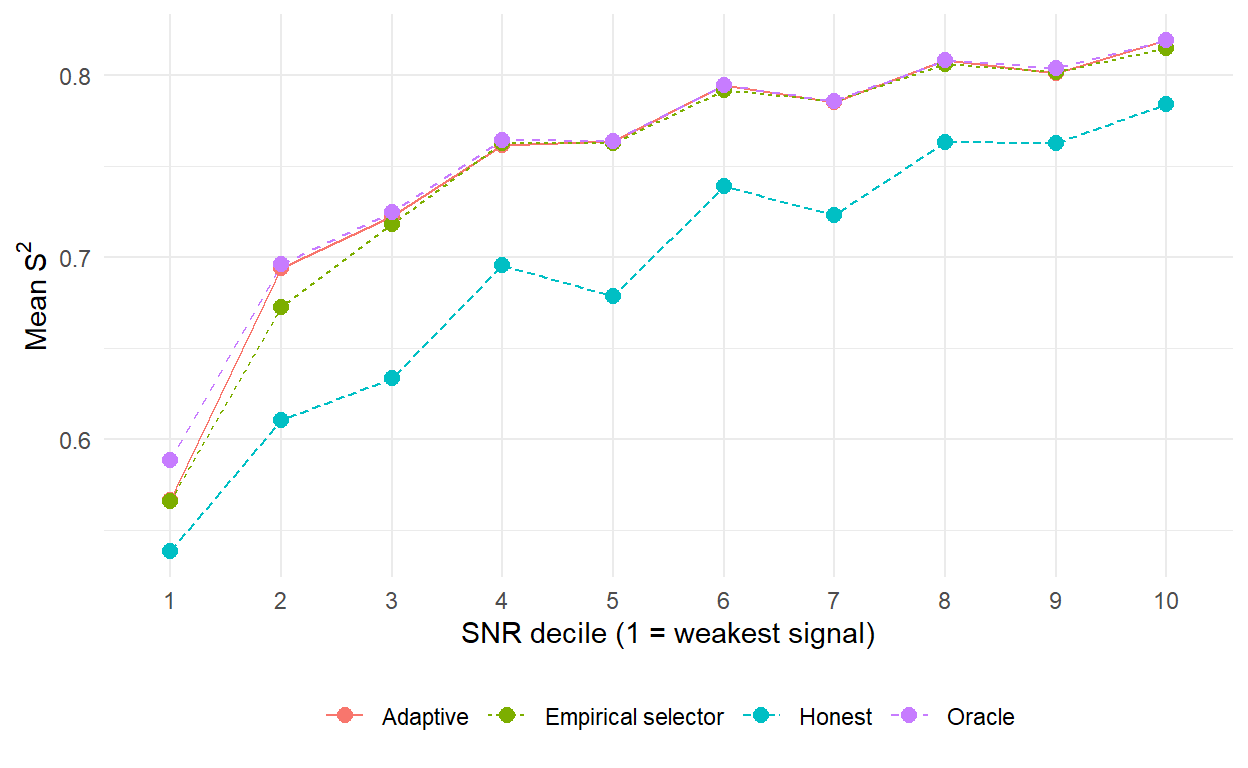 Mean S²
0.8
0.7
0.6
1 2 3 4 5 6 7 8 9 10
SNR decile (1 = weakest signal)
Adaptive Empirical selector Honest Oracle